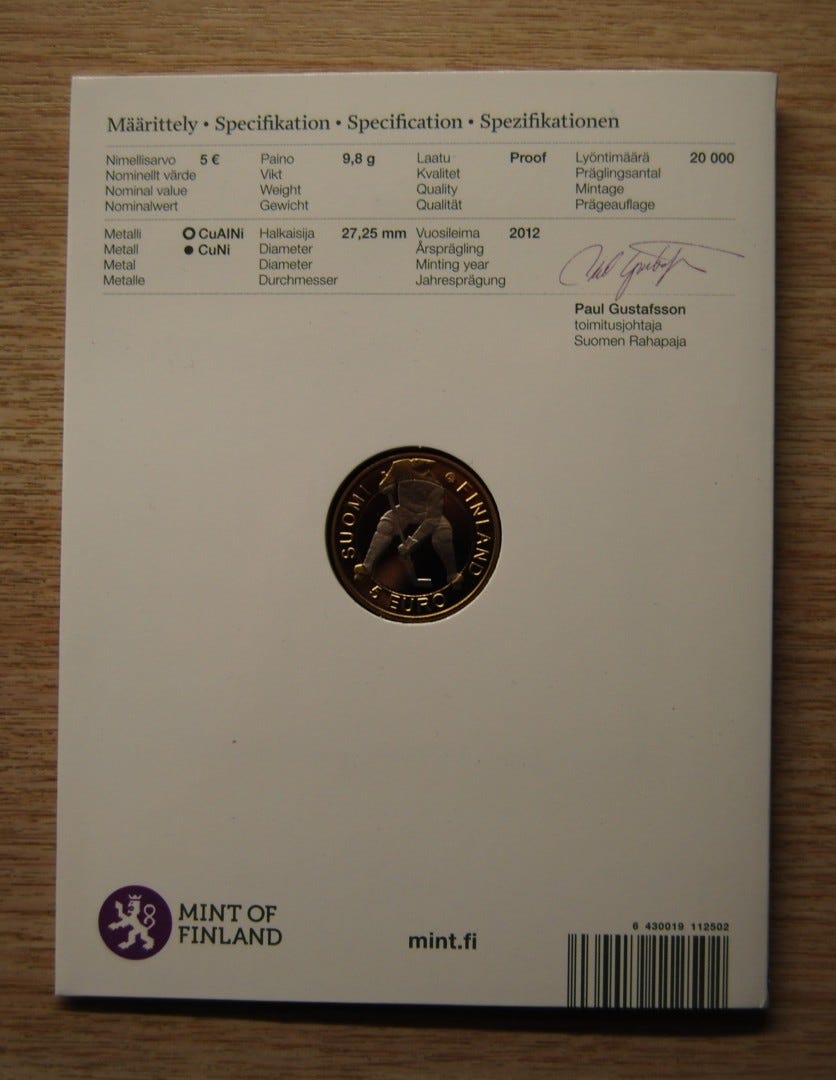 Määrittely • Specifikation • Specification • Spezifikationen
Nimellisarvo 5 € Paino 9,8 g Laatu Proof Lyöntimäärä 20 000
Nominellt värde Vikt Kvalitet Präglingsantal
Nominal value Weight Quality Mintage
Nominalwert Gewicht Qualität Prägeauflage
Metalli CuAlNi Halkaisija 27,25 mm Vuosileima 2012
Metall CuNi Diameter Årsprägling
Metal Diameter Minting year
Metalle Durchmesser Jahresprägung
Paul Gustafsson
toimitusjohtaja
Suomen Rahapaja
SUOMI FINLAND
5 EURO
MINT OF
FINLAND
mint.fi
6 430019 112502